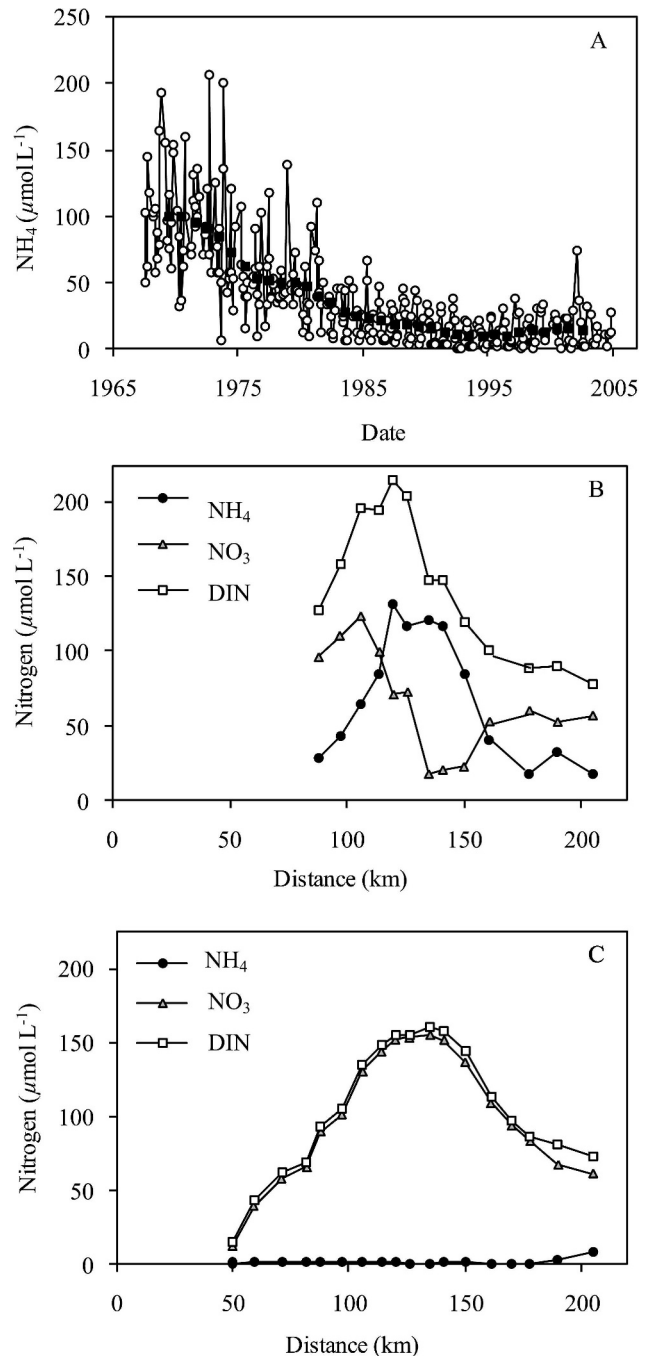 A
NH₄ (µmol L⁻¹)
250
200
150
100
50
0
1965 1975 1985 1995 2005
Date
B
NH₄
NO₃
DIN
Nitrogen (µmol L⁻¹)
200
150
100
50
0
0 50 100 150 200
Distance (km)
C
NH₄
NO₃
DIN
Nitrogen (µmol L⁻¹)
200
150
100
50
0
0 50 100 150 200
Distance (km)